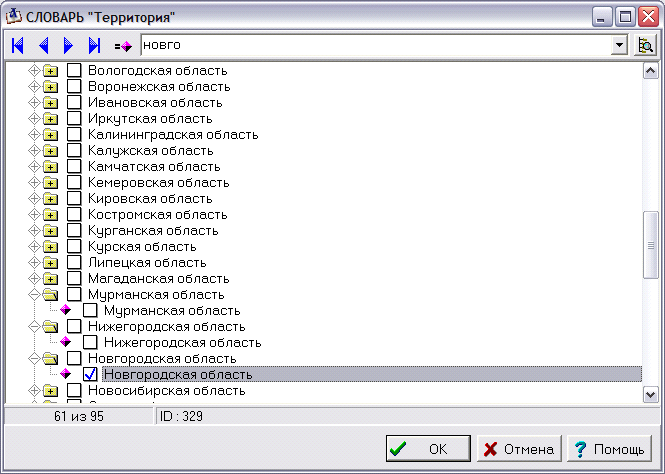 СЛОВАРЬ "Территория"
новго
Вологодская область
Воронежская область
Ивановская область
Иркутская область
Калининградская область
Калужская область
Камчатская область
Кемеровская область
Кировская область
Костромская область
Курганская область
Курская область
Липецкая область
Магаданская область
Мурманская область
Мурманская область
Нижегородская область
Нижегородская область
Новгородская область
Новгородская область
Новосибирская область
61 из 95 ID : 329
OK Отмена ? Помощь